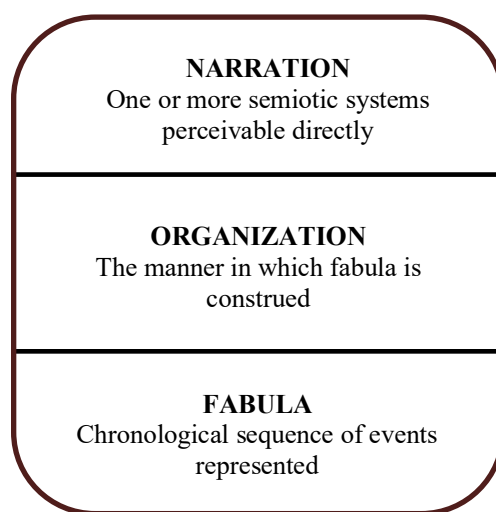 NARRATION
One or more semiotic systems
perceivable directly
ORGANIZATION
The manner in which fabula is
construed
FABULA
Chronological sequence of events
represented